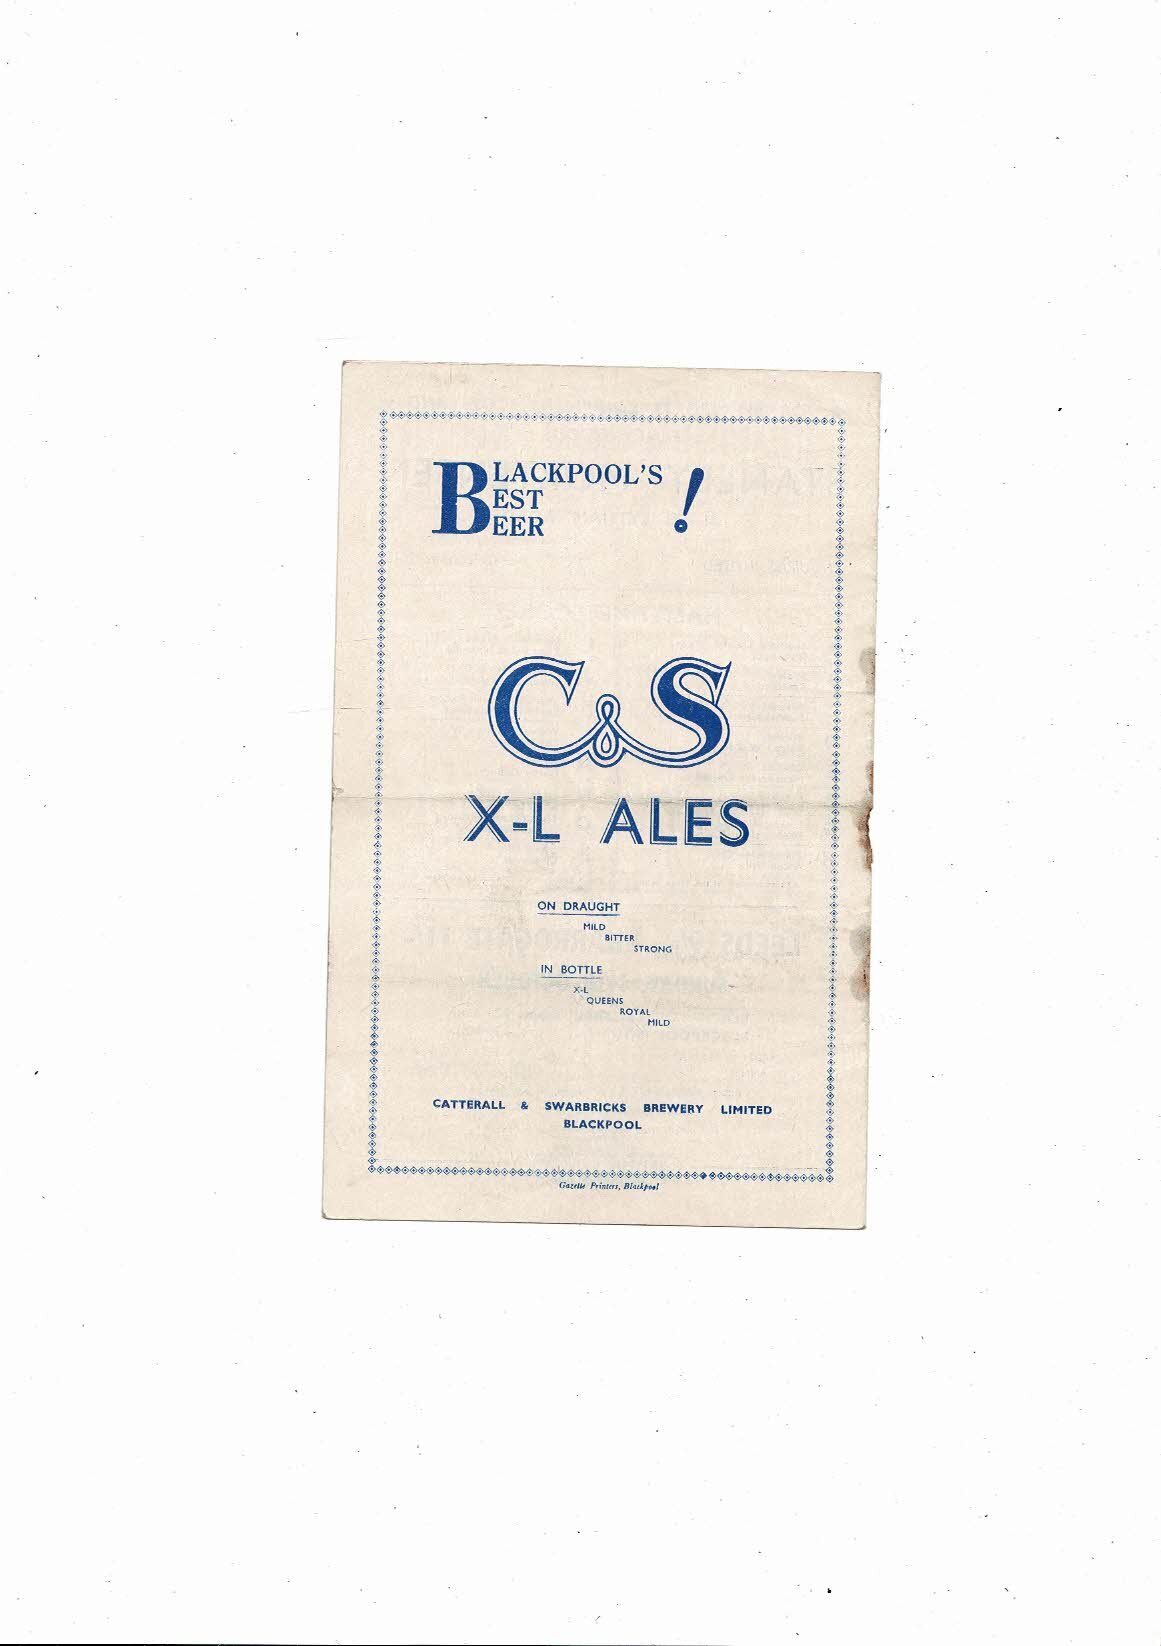 BLACKPOOL'S
BEST
BEER !
C&S
X-L ALES
ON DRAUGHT
MILD
BITTER
STRONG
IN BOTTLE
X-L
QUEENS
ROYAL
MILD
CATTERALL & SWARBRICKS BREWERY LIMITED
BLACKPOOL
Gazette Printers, Blackpool